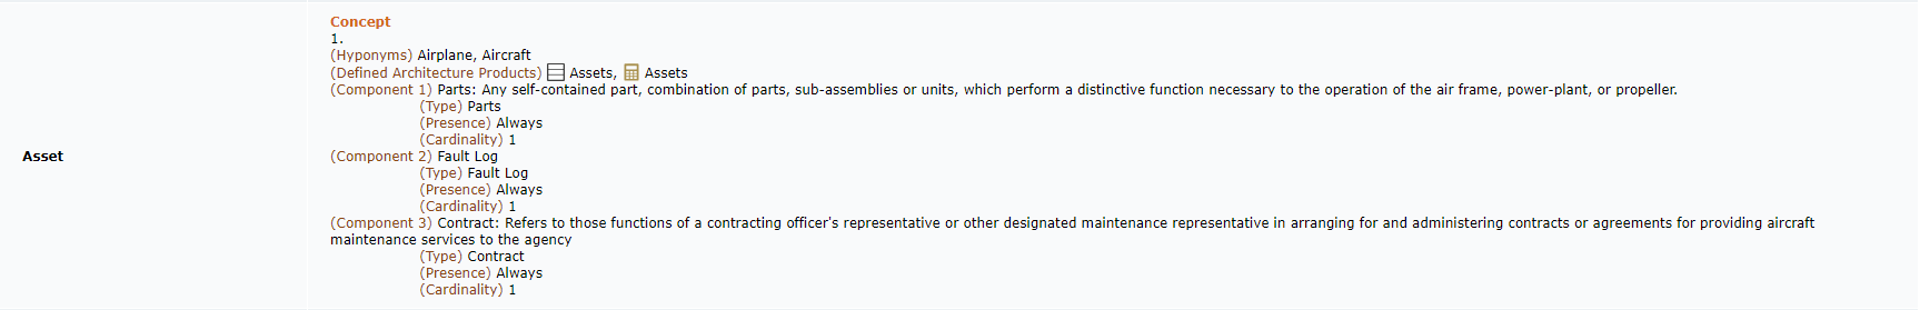 Concept
1.
(Hyponyms) Airplane, Aircraft
(Defined Architecture Products) Assets, Assets
(Component 1) Parts: Any self-contained part, combination of parts, sub-assemblies or units, which perform a distinctive function necessary to the operation of the air frame, power-plant, or propeller.
(Type) Parts
(Presence) Always
(Cardinality) 1
Asset
(Component 2) Fault Log
(Type) Fault Log
(Presence) Always
(Cardinality) 1
(Component 3) Contract: Refers to those functions of a contracting officer's representative or other designated maintenance representative in arranging for and administering contracts or agreements for providing aircraft
maintenance services to the agency
(Type) Contract
(Presence) Always
(Cardinality) 1